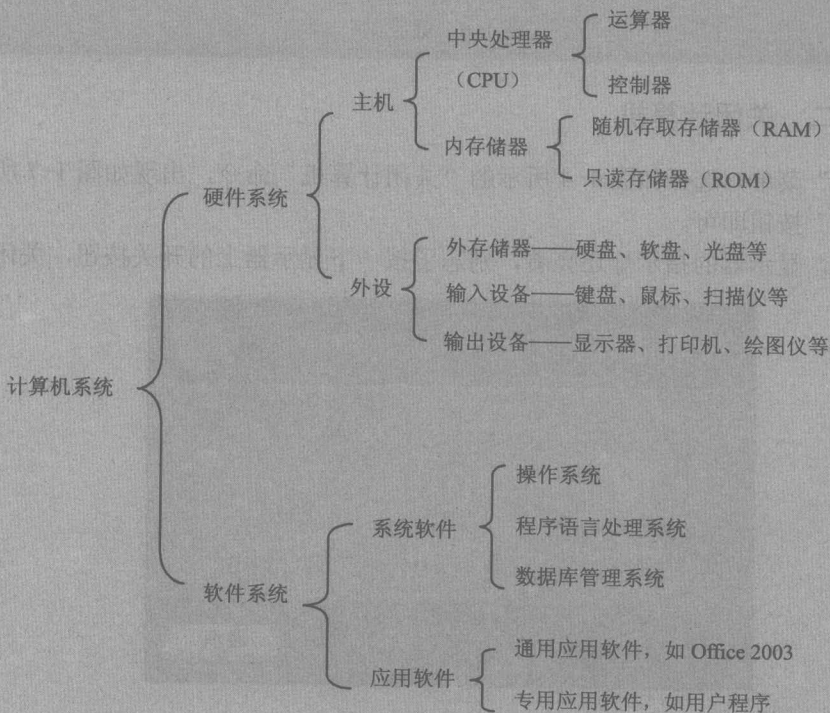 运算器
中央处理器
（CPU）
控制器
主机
随机存取存储器（RAM）
内存储器
只读存储器（ROM）
硬件系统
外存储器——硬盘、软盘、光盘等
外设
输入设备——键盘、鼠标、扫描仪等
输出设备——显示器、打印机、绘图仪等
计算机系统
操作系统
系统软件
程序语言处理系统
数据库管理系统
软件系统
通用应用软件，如 Office 2003
应用软件
专用应用软件，如用户程序